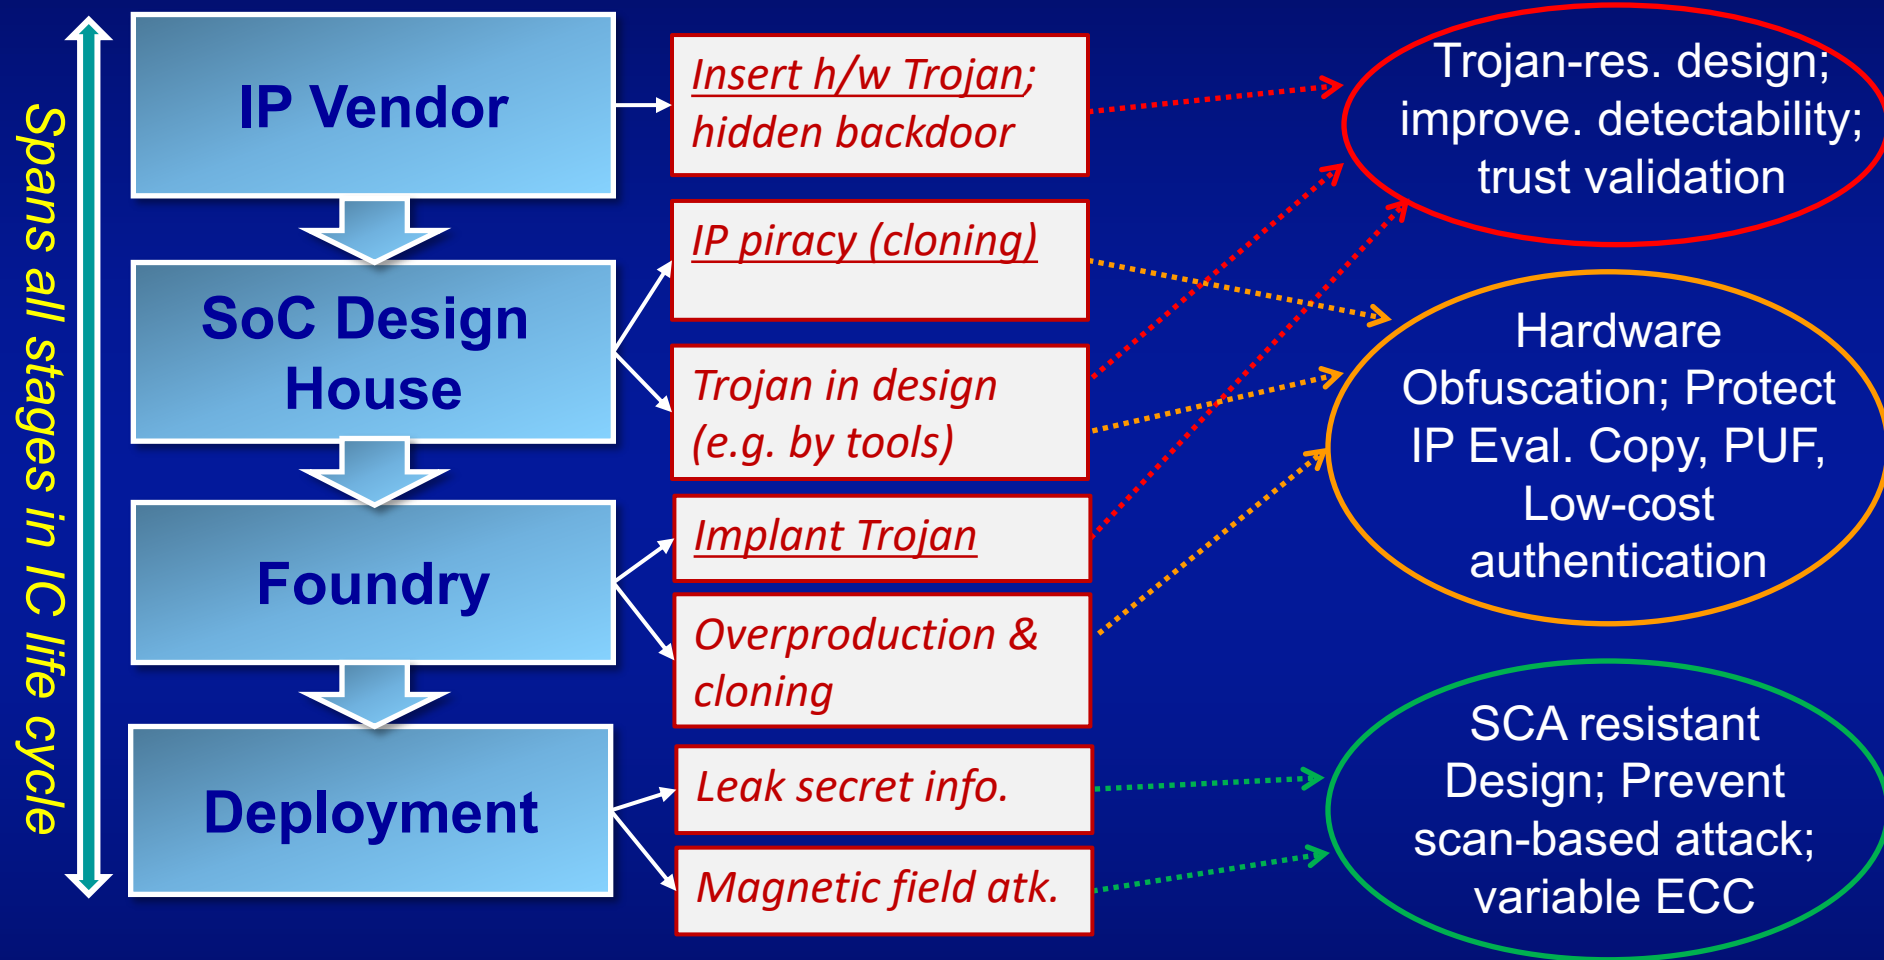 Spans all stages in IC life cycle
IP Vendor
Insert h/w Trojan;
hidden backdoor
Trojan-res. design;
improve. detectability;
trust validation
SoC Design
House
IP piracy (cloning)
Trojan in design
(e.g. by tools)
Hardware
Obfuscation; Protect
IP Eval. Copy, PUF,
Low-cost
authentication
Foundry
Implant Trojan
Overproduction &
cloning
Deployment
Leak secret info.
Magnetic field atk.
SCA resistant
Design; Prevent
scan-based attack;
variable ECC